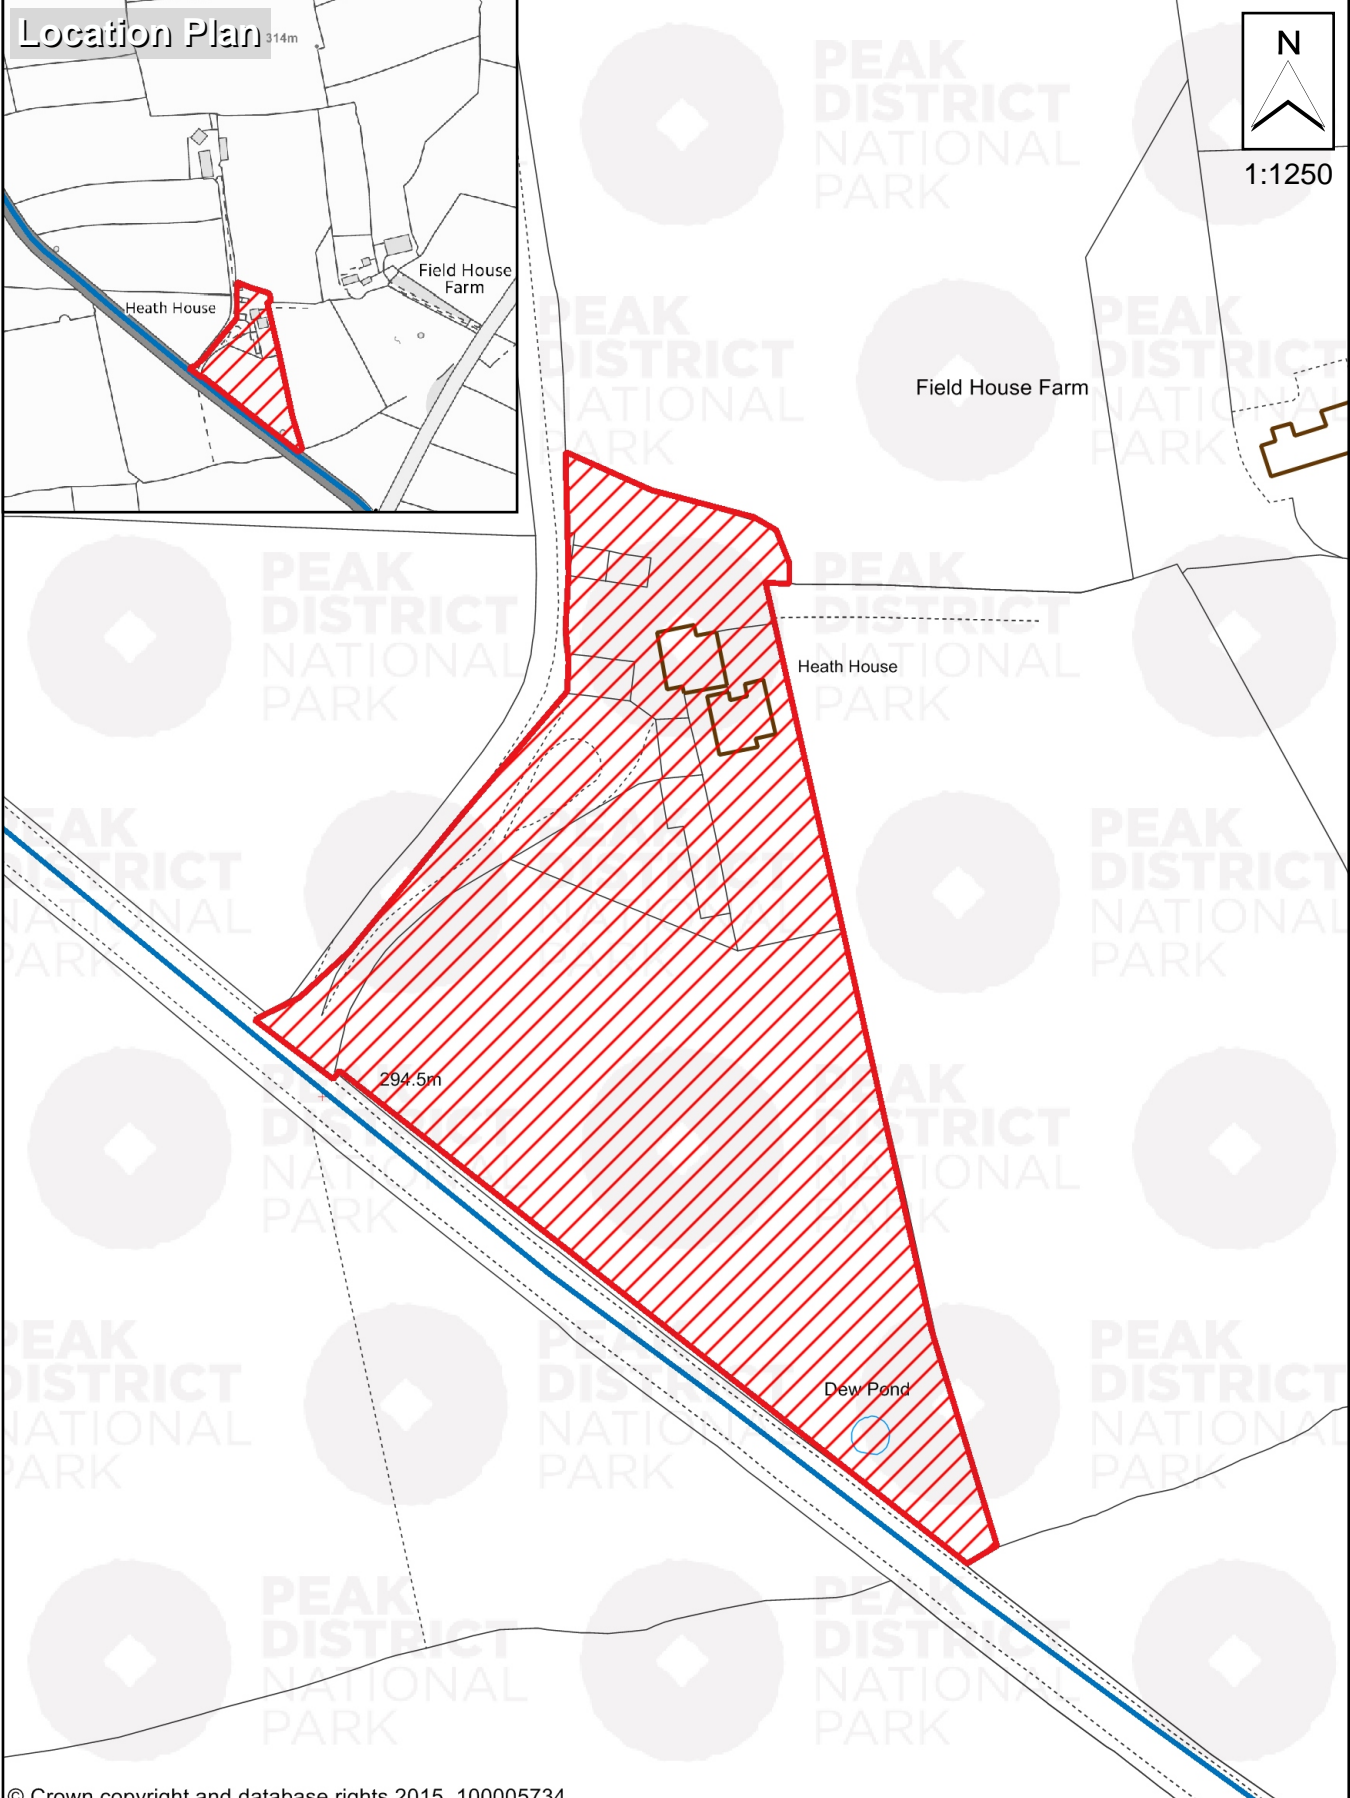 Location Plan
314m
N
1:1250
Field House
Farm
Heath House
Field House Farm
Heath House
294.5m
Dew Pond
PEAK
DISTRICT
NATIONAL
PARK
© Crown copyright and database rights 2015. 100005734